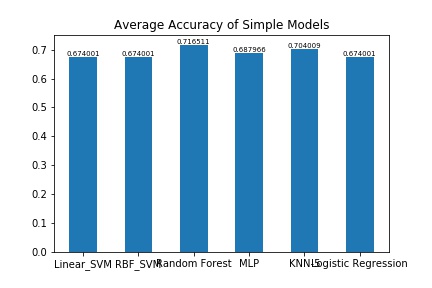 Average Accuracy of Simple Models
0.7
0.6
0.5
0.4
0.3
0.2
0.1
0.0
0.674001
0.674001
0.716511
0.687966
0.704009
0.674001
Linear_SVM
RBF_SVM
Random Forest
MLP
KNN-5
Logistic Regression